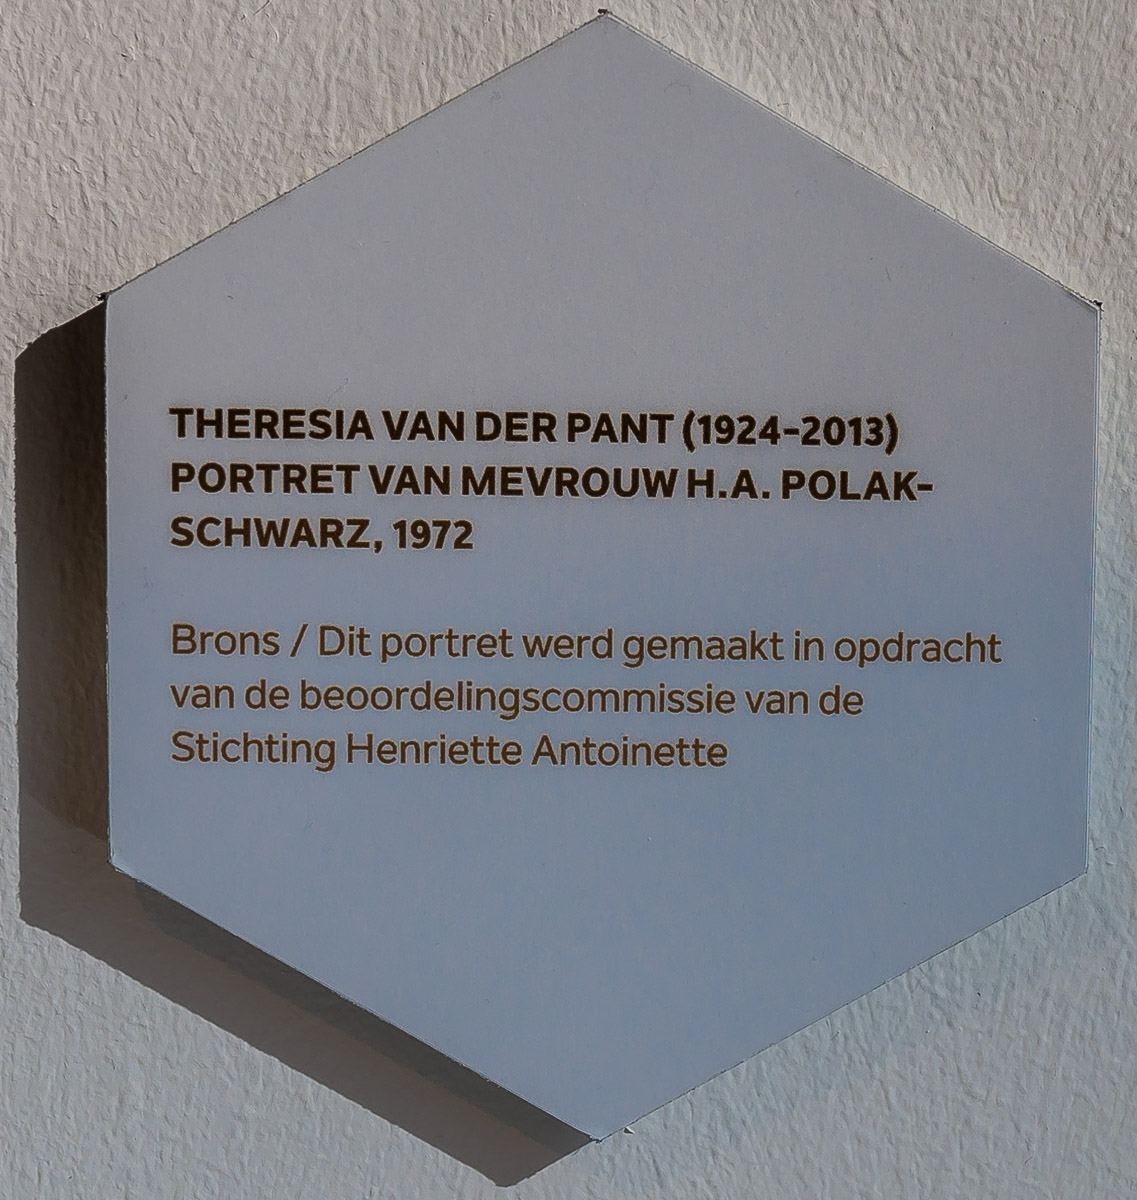 THERESIA VAN DER PANT (1924-2013)
PORTRET VAN MEVROUW H.A. POLAK-
SCHWARZ, 1972
Brons / Dit portret werd gemaakt in opdracht
van de beoordelingscommissie van de
Stichting Henriette Antoinette